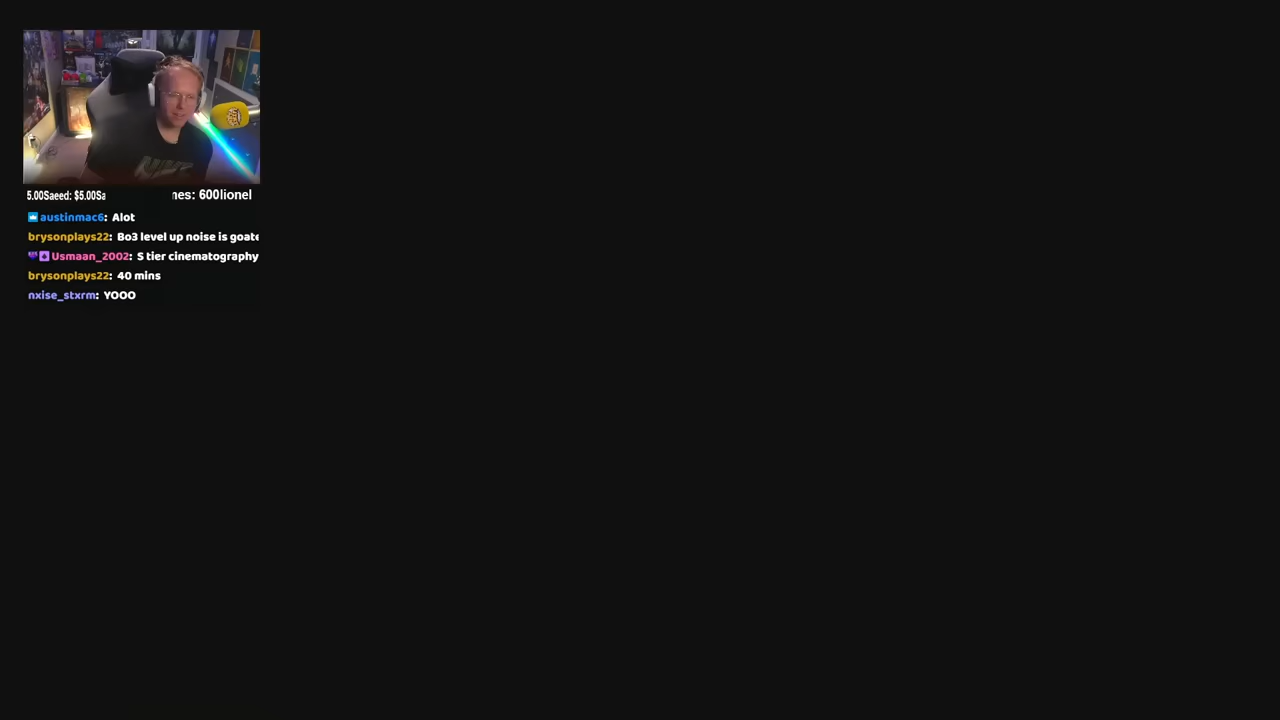 5.00Saeed: $5.00Sa
nes: 600lionel
austinmac6: Alot
brysonplays22: Bo3 level up noise is goate
Usmaan_2002: S tier cinematography
brysonplays22: 40 mins
nxise_stxrm: YOOO